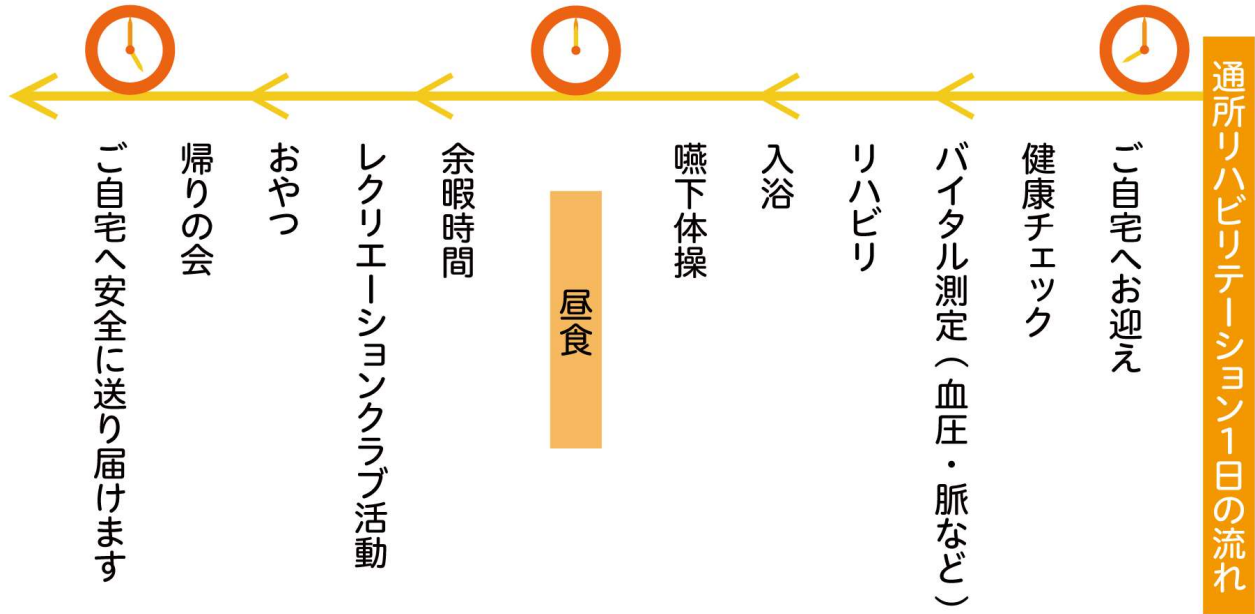 通所リハビリテーション1日の流れ
ご自宅へお迎え
健康チェック
バイタル測定（血圧・脈など）
リハビリ
入浴
嚥下体操
昼食
余暇時間
レクリエーションクラブ活動
おやつ
帰りの会
ご自宅へ安全に送り届けます